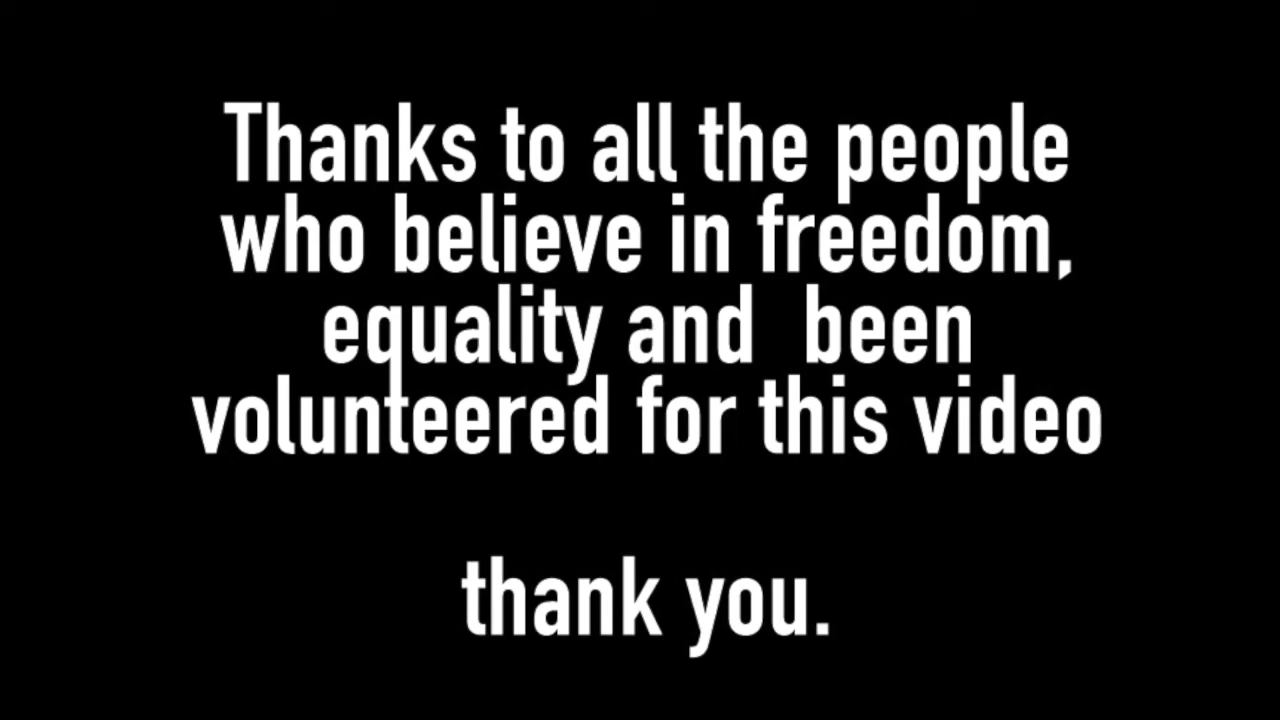 Thanks to all the people
who believe in freedom,
equality and  been
volunteered for this video
thank you.